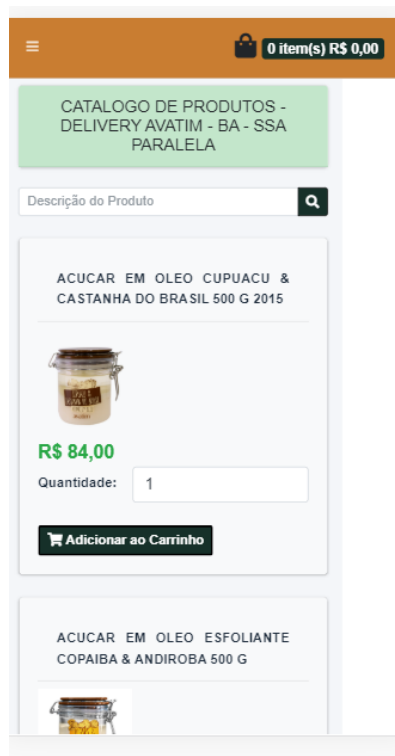 0 item(s) R$ 0,00
CATALOGO DE PRODUTOS -
DELIVERY AVATIM - BA - SSA
PARALELA
Descrição do Produto
ACUCAR EM OLEO CUPUACU &
CASTANHA DO BRASIL 500 G 2015
R$ 84,00
Quantidade: 1
Adicionar ao Carrinho
ACUCAR EM OLEO ESFOLIANTE
COPAIBA & ANDIROBA 500 G